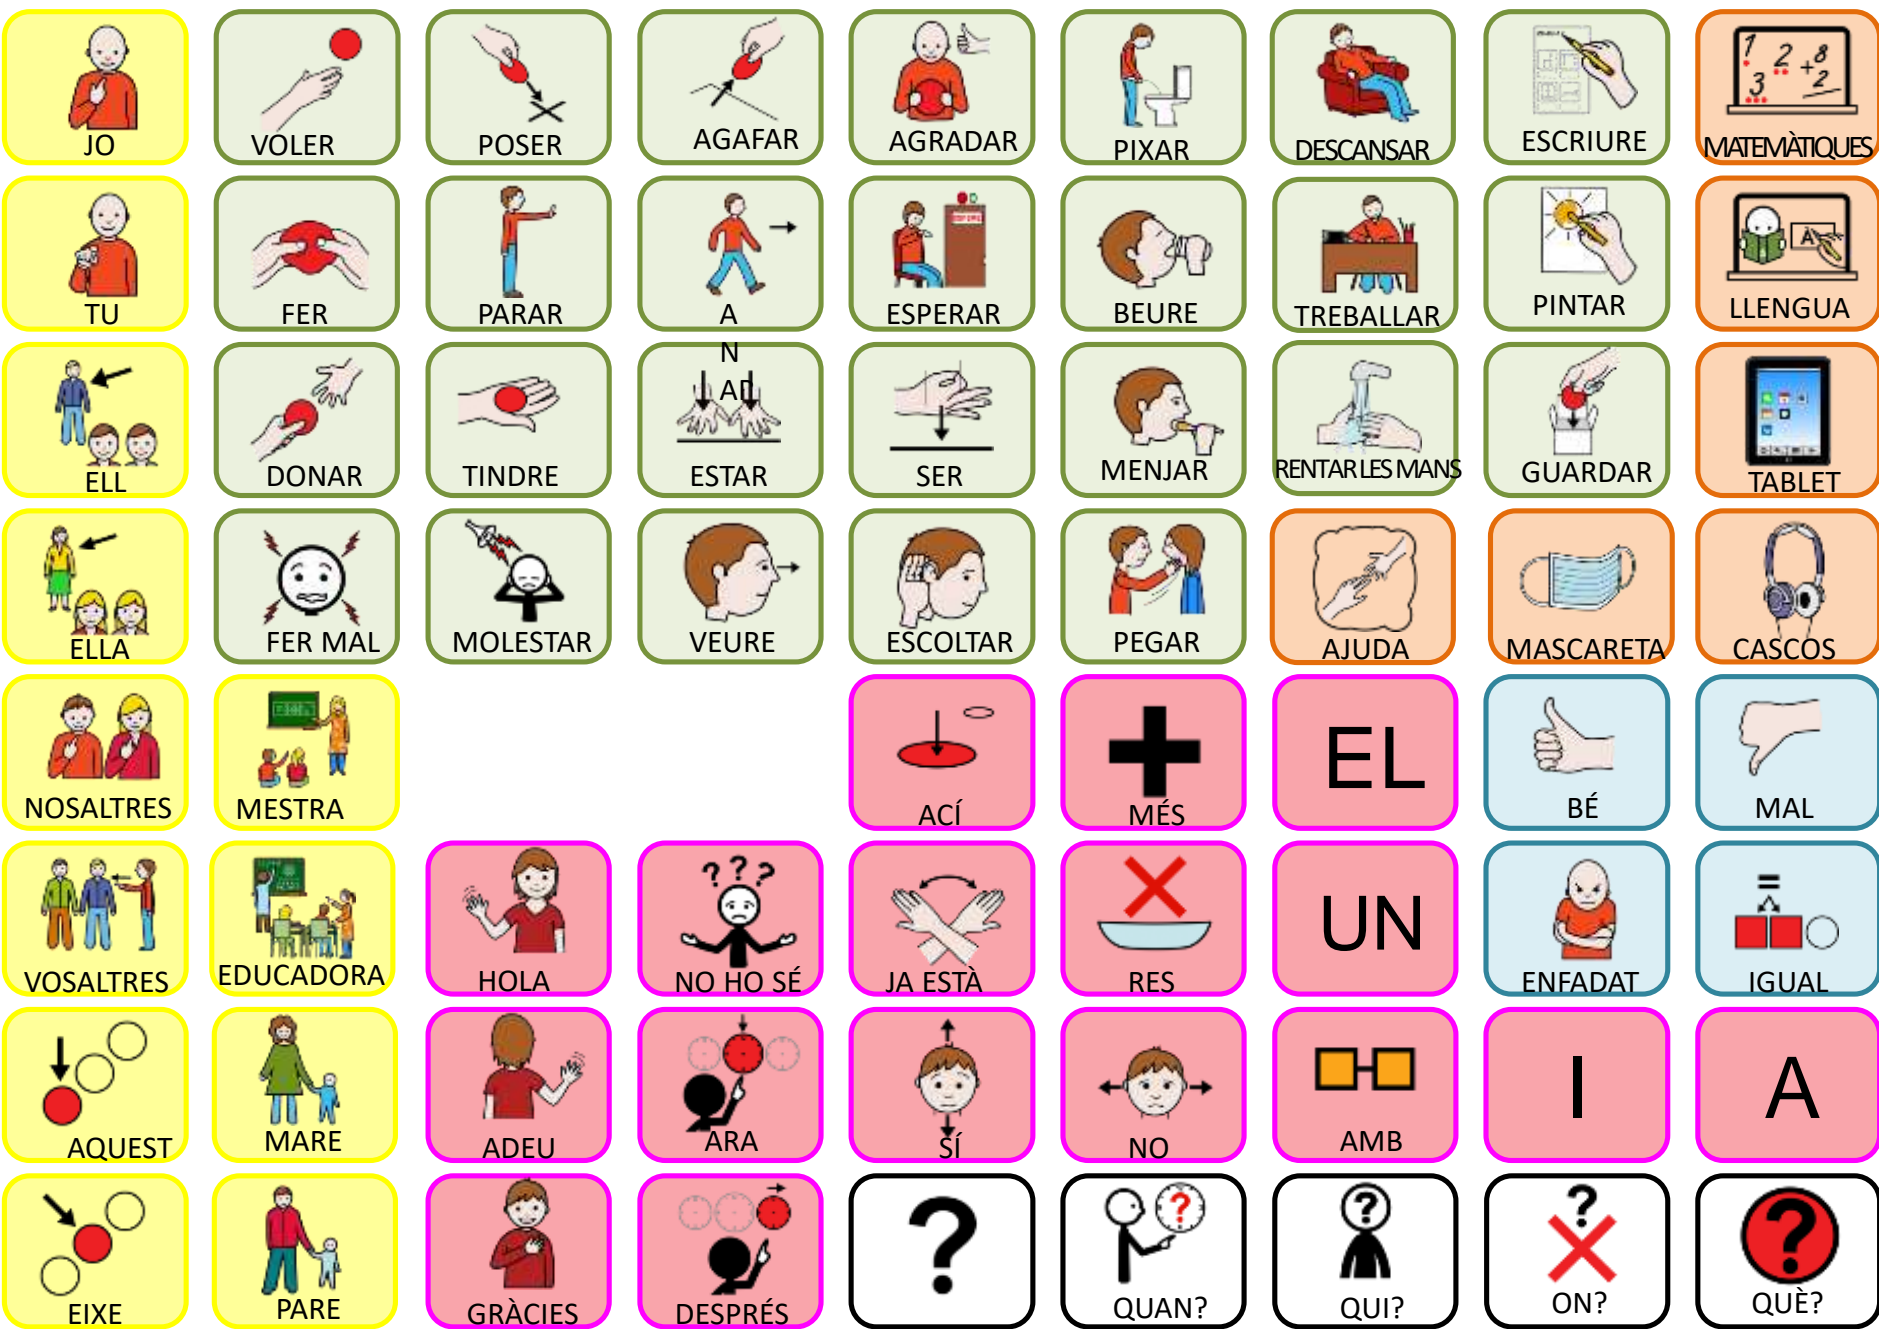 JO
VOLER
POSER
AGAFAR
AGRADAR
PIXAR
DESCANSAR
ESCRIURE
1 2 +8
3 2
MATEMÀTIQUES
TU
FER
PARAR
A
N
AD
ESPERAR
BEURE
TREBALLAR
PINTAR
A
LLENGUA
ELL
DONAR
TINDRE
ESTAR
SER
MENJAR
RENTAR LES MANS
GUARDAR
TABLET
ELLA
FER MAL
MOLESTAR
VEURE
ESCOLTAR
PEGAR
AJUDA
MASCARETA
CASCOS
NOSALTRES
MESTRA
ACÍ
MÉS
EL
BÉ
MAL
VOSALTRES
EDUCADORA
HOLA
???
NO HO SÉ
JA ESTÀ
RES
UN
ENFADAT
=
IGUAL
AQUEST
MARE
ADEU
ARA
SÍ
NO
AMB
I
A
EIXE
PARE
GRÀCIES
DESPRÉS
?
?
QUAN?
?
QUI?
?
ON?
?
QUÈ?